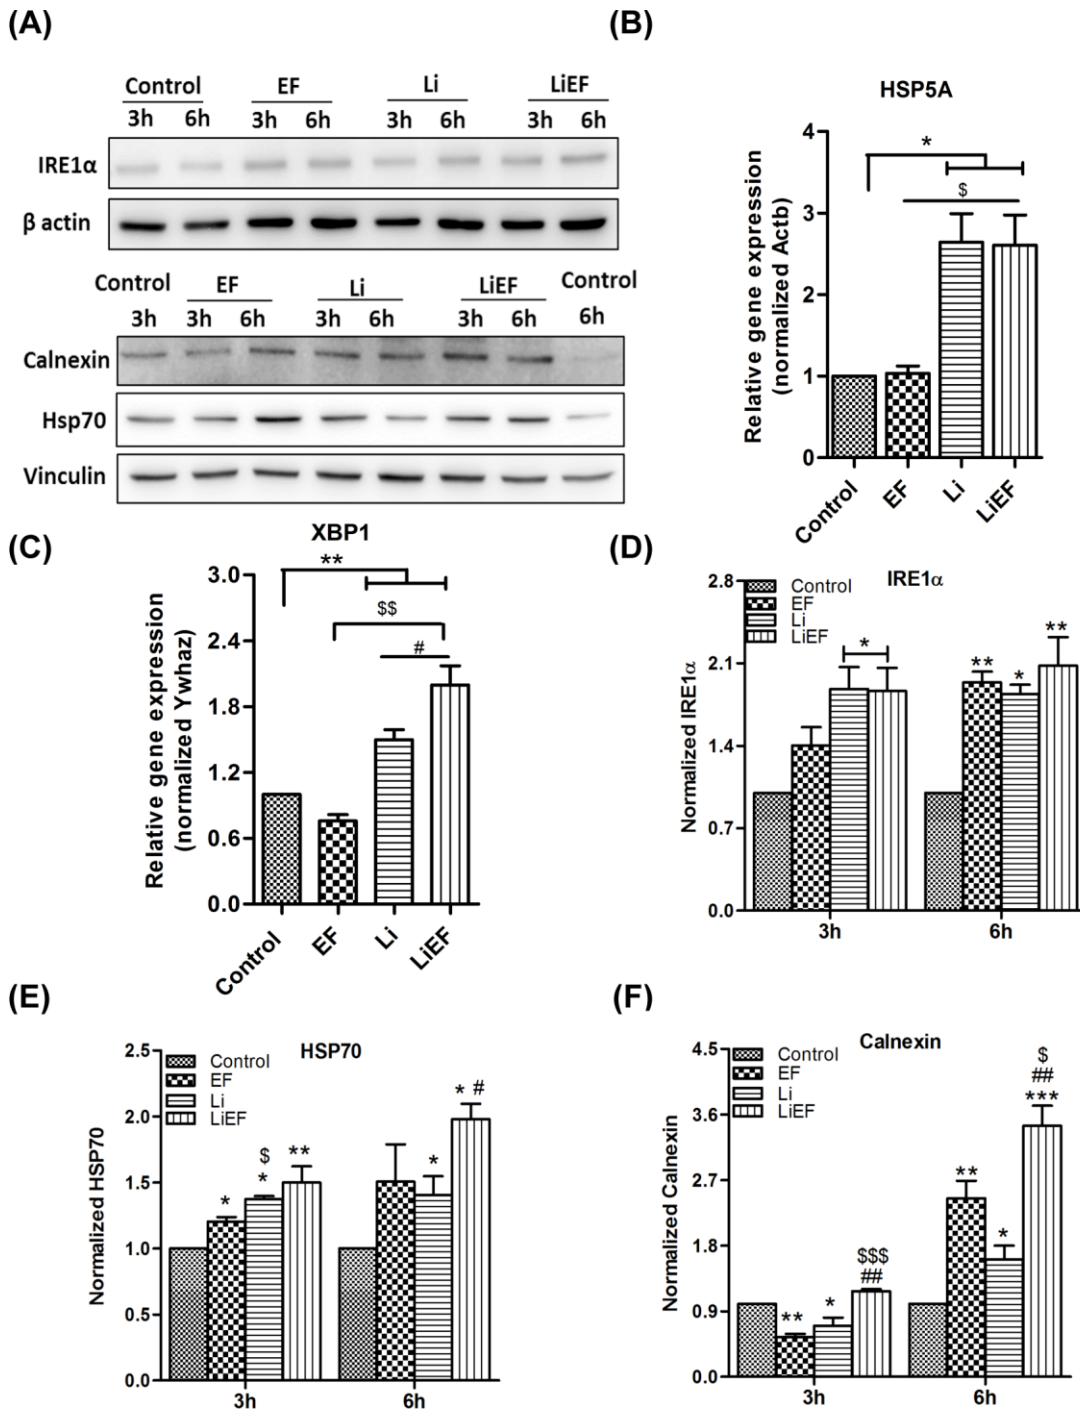 (A)
Control EF Li LiEF
3h 6h 3h 6h 3h 6h 3h 6h
IRE1α
β actin
Control EF Li LiEF Control
3h 3h 6h 3h 6h 3h 6h 6h
Calnexin
Hsp70
Vinculin
(B)
HSP5A
Relative gene expression
(normalized Actb)
4
3
2
1
0
*
$
Control EF Li LiEF
(C)
XBP1
Relative gene expression
(normalized Ywhaz)
3.0
2.4
1.8
1.2
0.6
0.0
**
$$
#
Control EF Li LiEF
(D)
IRE1α
Control
EF
Li
LiEF
Normalized IRE1α
2.8
2.1
1.4
0.7
0.0
*
** * **
3h 6h
(E)
HSP70
Control
EF
Li
LiEF
Normalized HSP70
2.5
2.0
1.5
1.0
0.5
0.0
* #
$ ** *
* *
3h 6h
(F)
Calnexin
Control
EF
Li
LiEF
Normalized Calnexin
4.5
3.6
2.7
1.8
0.9
0.0
$
##
***
**
$$$ *
##
** *
3h 6h